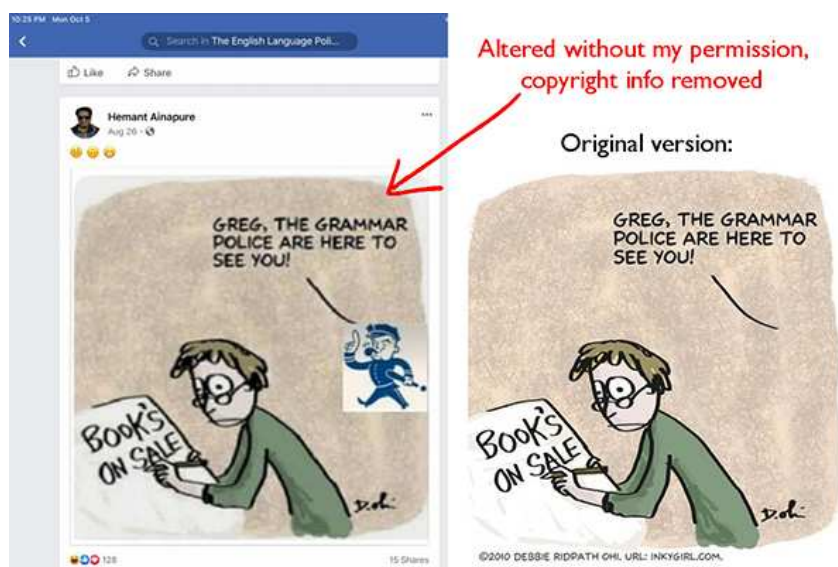 10:25 PM Mon Oct 5
Search in The English Language Poli...
Like Share
Hemant Ainapure
Aug 26
GREG, THE GRAMMAR
POLICE ARE HERE TO
SEE YOU!
BOOK'S
ON SALE
D.ohi
128 15 Shares
Altered without my permission,
copyright info removed
Original version:
GREG, THE GRAMMAR
POLICE ARE HERE TO
SEE YOU!
BOOK'S
ON SALE
D.ohi
©2010 DEBBIE RIDPATH OHI. URL: INKYGIRL.COM.